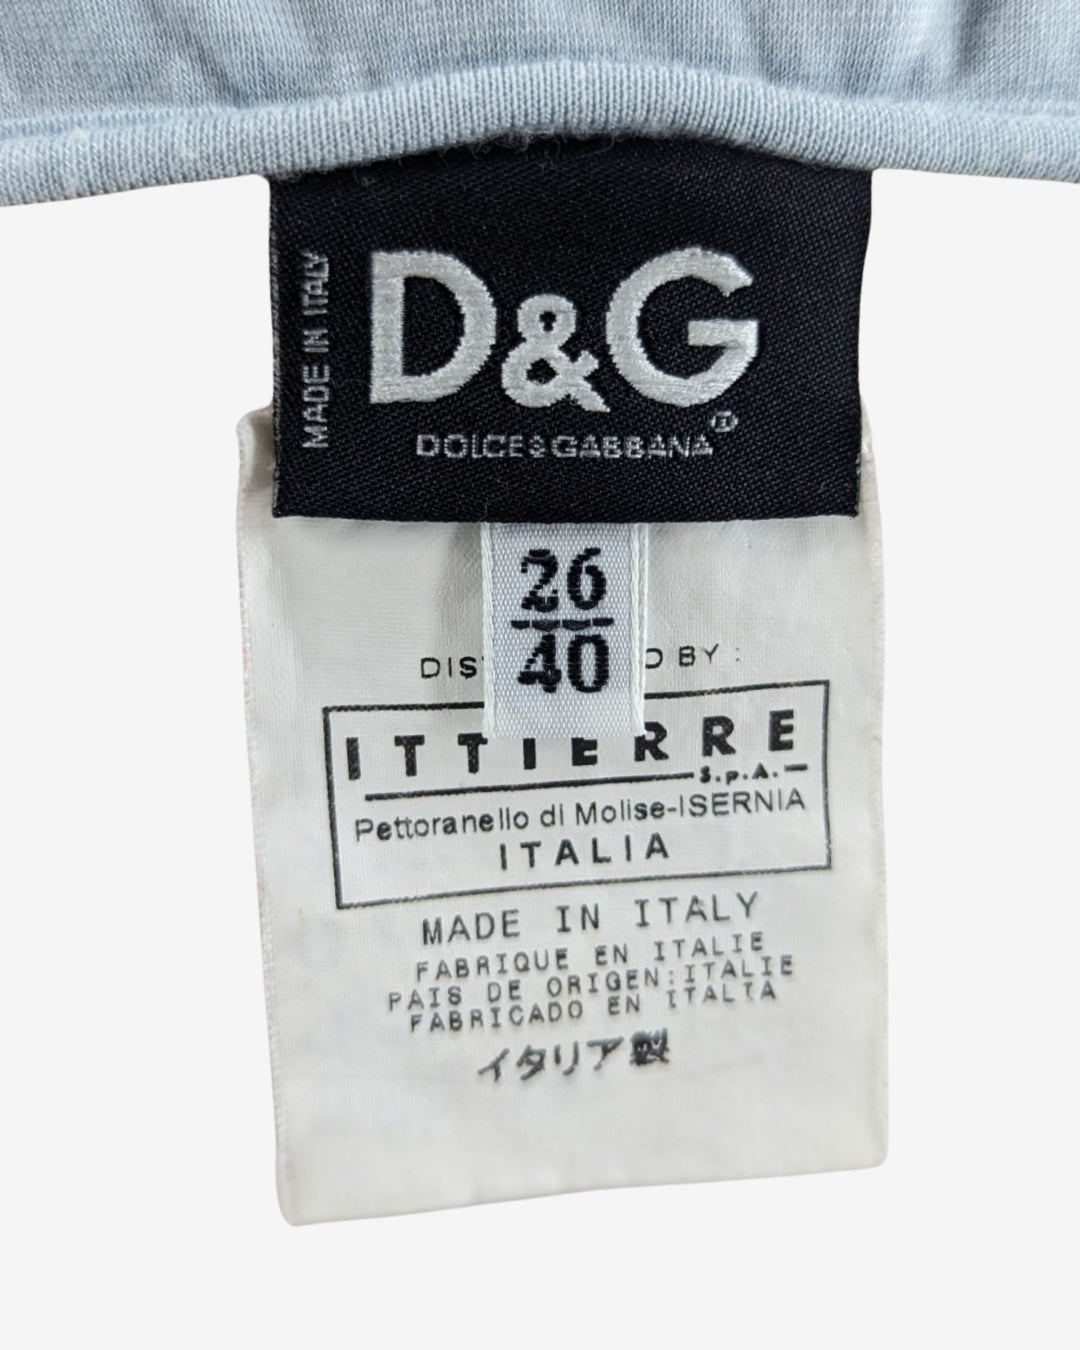 MADE IN ITALY
D&G
DOLCE&GABBANA®
26
40
BY :
ITTIERRE
S.p.A.
Pettoranello di Molise-ISERNIA
ITALIA
MADE IN ITALY
FABRIQUE EN ITALIE
PAIS DE ORIGEN:ITALIE
FABRICADO EN ITALIA
イタリア製